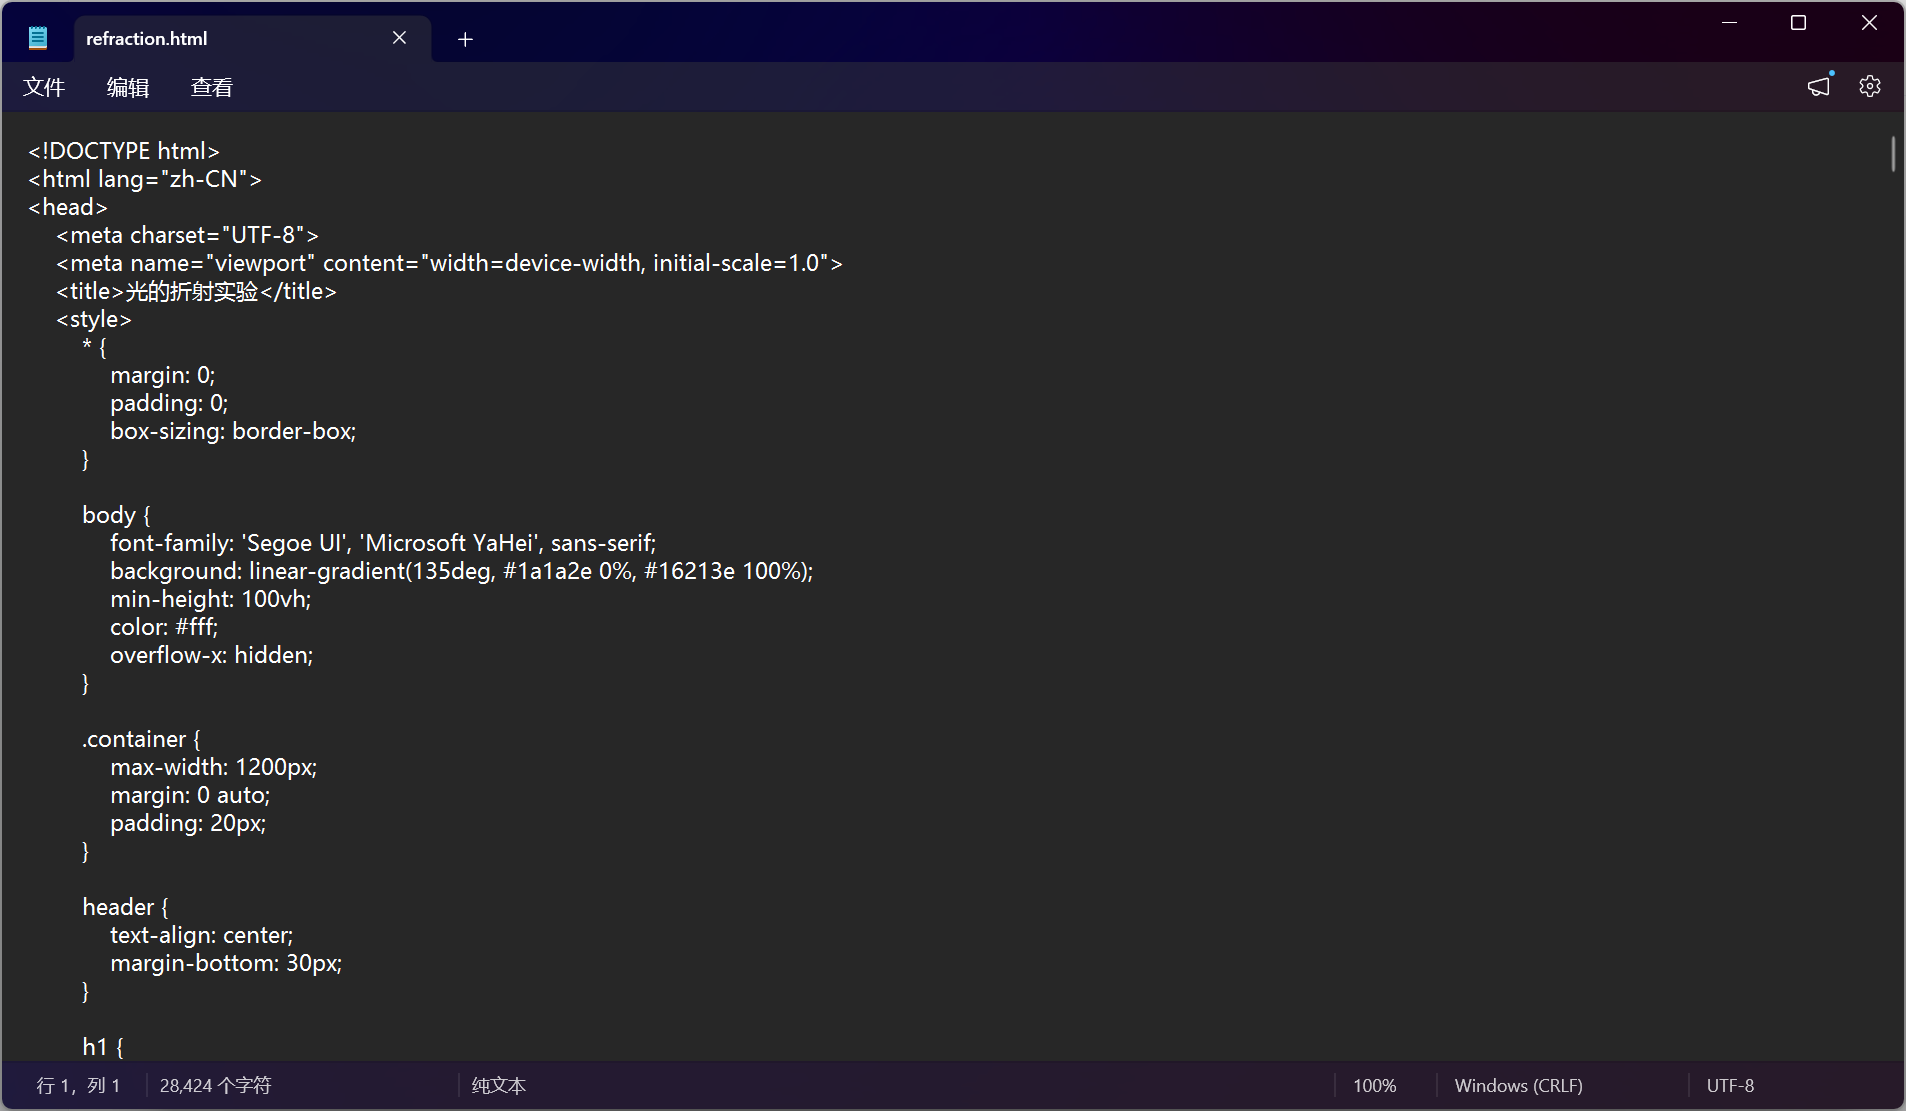 refraction.html
文件 编辑 查看
<!DOCTYPE html>
<html lang="zh-CN">
<head>
    <meta charset="UTF-8">
    <meta name="viewport" content="width=device-width, initial-scale=1.0">
    <title>光的折射实验</title>
    <style>
        * {
            margin: 0;
            padding: 0;
            box-sizing: border-box;
        }

        body {
            font-family: 'Segoe UI', 'Microsoft YaHei', sans-serif;
            background: linear-gradient(135deg, #1a1a2e 0%, #16213e 100%);
            min-height: 100vh;
            color: #fff;
            overflow-x: hidden;
        }

        .container {
            max-width: 1200px;
            margin: 0 auto;
            padding: 20px;
        }

        header {
            text-align: center;
            margin-bottom: 30px;
        }

        h1 {
行 1，列 1 28,424 个字符 纯文本 100% Windows (CRLF) UTF-8